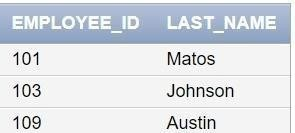 EMPLOYEE_ID LAST_NAME
101 Matos
103 Johnson
109 Austin